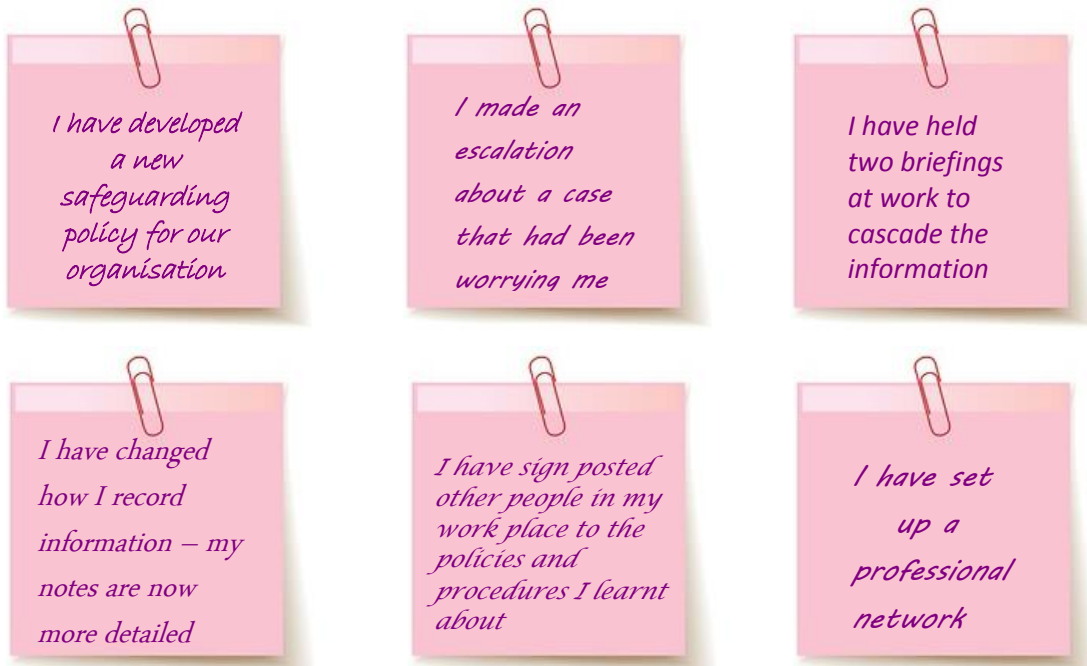 I have developed
a new
safeguarding
policy for our
organisation
I made an
escalation
about a case
that had been
worrying me
I have held
two briefings
at work to
cascade the
information
I have changed
how I record
information – my
notes are now
more detailed
I have sign posted
other people in my
work place to the
policies and
procedures I learnt
about
I have set
up a
professional
network